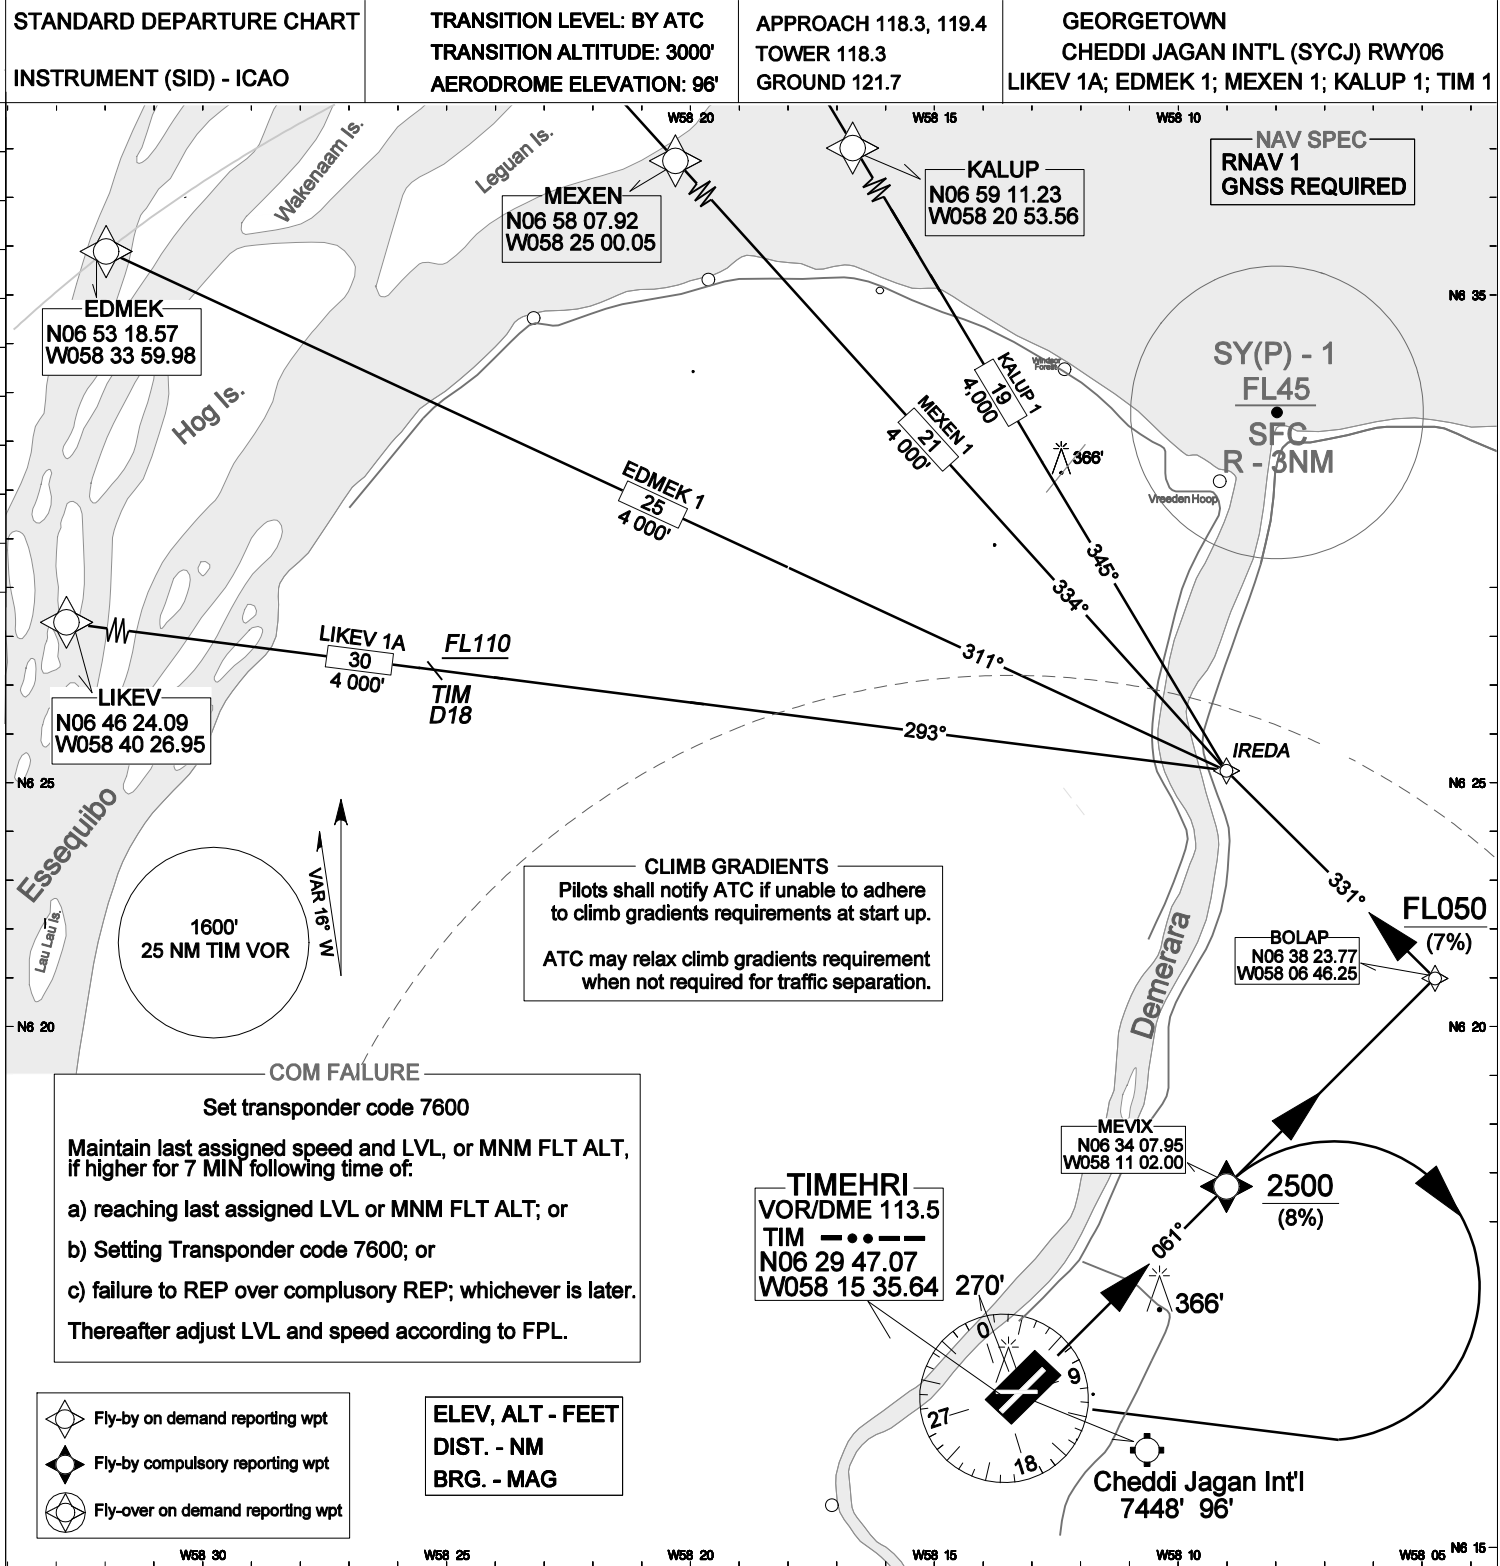 STANDARD DEPARTURE CHART
INSTRUMENT (SID) - ICAO
TRANSITION LEVEL: BY ATC
TRANSITION ALTITUDE: 3000'
AERODROME ELEVATION: 96'
APPROACH 118.3, 119.4
TOWER 118.3
GROUND 121.7
GEORGETOWN
CHEDDI JAGAN INT'L (SYCJ) RWY06
LIKEV 1A; EDMEK 1; MEXEN 1; KALUP 1; TIM 1
W58 20
W58 15
W58 10
NAV SPEC
RNAV 1
GNSS REQUIRED
Wakenaam Is.
Leguan Is.
MEXEN
N06 58 07.92
W058 25 00.05
KALUP
N06 59 11.23
W058 20 53.56
EDMEK
N06 53 18.57
W058 33 59.98
N6 35
Hog Is.
SY(P) - 1
FL45
SFC
R - 3NM
Windsor
Forest
KALUP 1
19
4,000
MEXEN 1
21
4 000'
366'
Vreeden Hoop
EDMEK 1
25
4 000'
345°
334°
311°
LIKEV 1A
30
4 000'
FL110
TIM
D18
293°
LIKEV
N06 46 24.09
W058 40 26.95
IREDA
N6 25
N6 25
Essequibo
VAR 16° W
1600'
25 NM TIM VOR
Lau Lau Is.
CLIMB GRADIENTS
Pilots shall notify ATC if unable to adhere
to climb gradients requirements at start up.
ATC may relax climb gradients requirement
when not required for traffic separation.
331°
FL050
(7%)
BOLAP
N06 38 23.77
W058 06 46.25
Demerara
N6 20
N6 20
COM FAILURE
Set transponder code 7600
Maintain last assigned speed and LVL, or MNM FLT ALT,
if higher for 7 MIN following time of:
a) reaching last assigned LVL or MNM FLT ALT; or
b) Setting Transponder code 7600; or
c) failure to REP over complusory REP; whichever is later.
Thereafter adjust LVL and speed according to FPL.
MEVIX
N06 34 07.95
W058 11 02.00
2500
(8%)
061°
TIMEHRI
VOR/DME 113.5
TIM
N06 29 47.07
W058 15 35.64
270'
366'
0
9
18
27
Cheddi Jagan Int'l
7448' 96'
Fly-by on demand reporting wpt
Fly-by compulsory reporting wpt
Fly-over on demand reporting wpt
ELEV, ALT - FEET
DIST. - NM
BRG. - MAG
W58 30
W58 25
W58 20
W58 15
W58 10
W58 05
N6 15